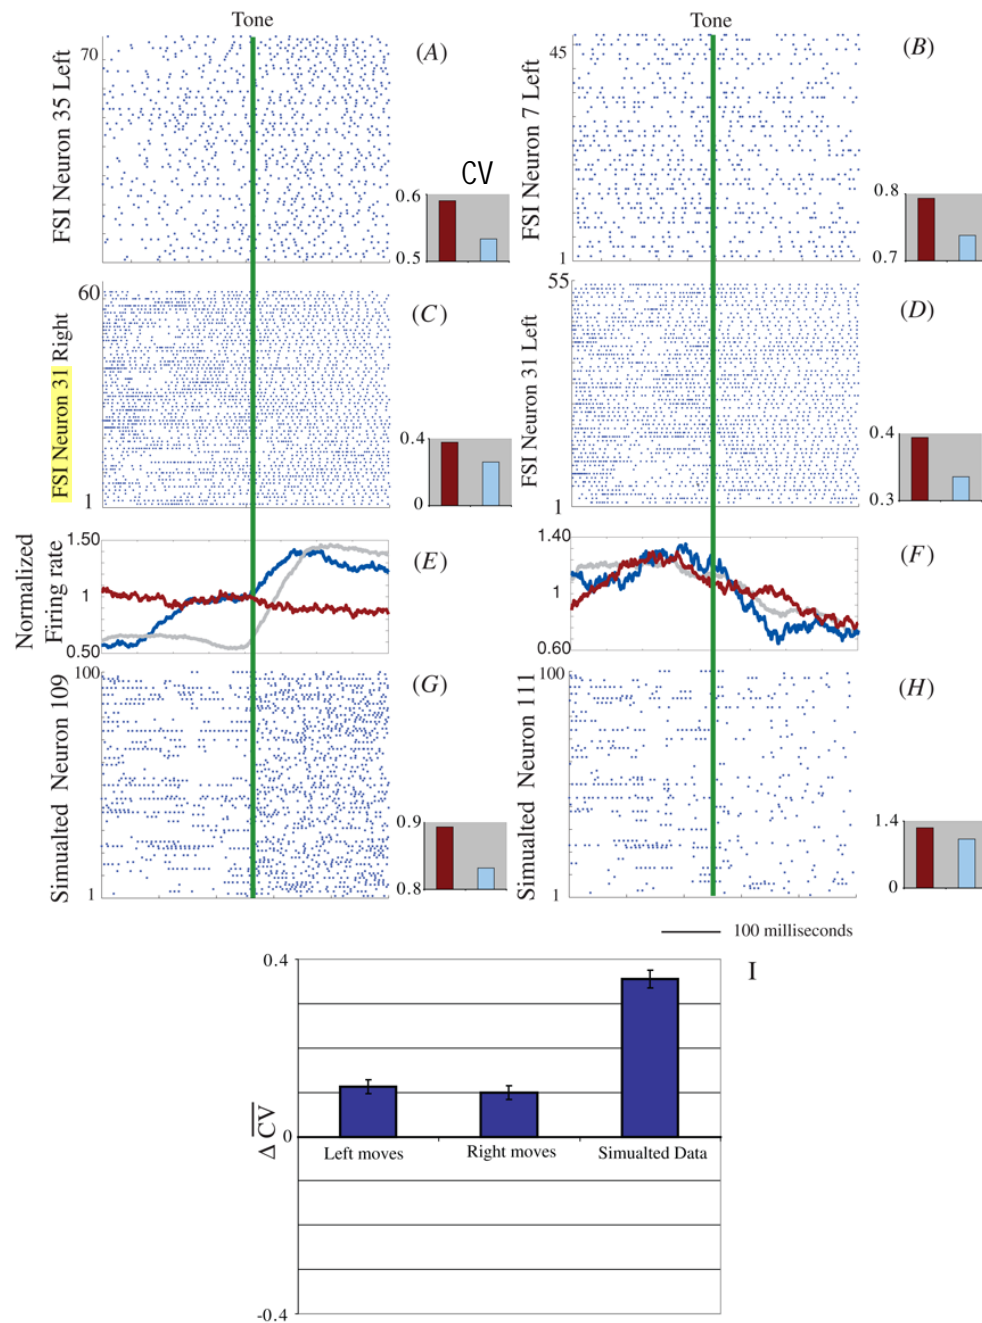 Tone
Tone
70
FSI Neuron 35 Left
(A)
CV
0.6
0.5
45
FSI Neuron 7 Left
1
(B)
0.8
0.7
60
FSI Neuron 31 Right
1
(C)
0.4
0
55
FSI Neuron 31 Left
1
(D)
0.4
0.3
Normalized
Firing rate
1.50
1
0.50
(E)
1.40
1
0.60
(F)
100
Simualted Neuron 109
1
(G)
0.9
0.8
100
Simualted Neuron 111
1
(H)
1.4
0
100 milliseconds
0.4
I
Δ CV
0
Left moves
Right moves
Simualted Data
-0.4